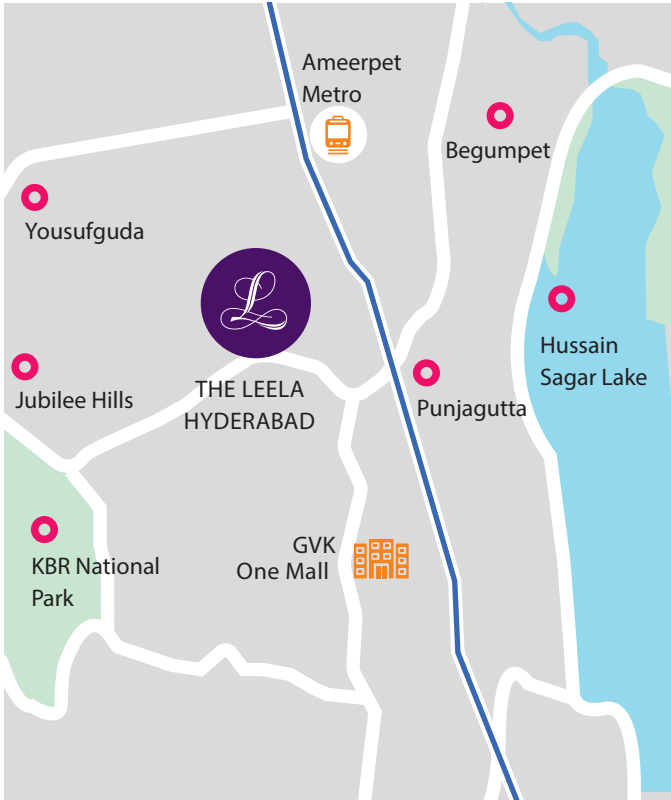 Ameerpet
Metro
Begumpet
Yousufguda
L
Hussain
Sagar Lake
Jubilee Hills
THE LEELA
HYDERABAD
Punjagutta
GVK
One Mall
KBR National
Park